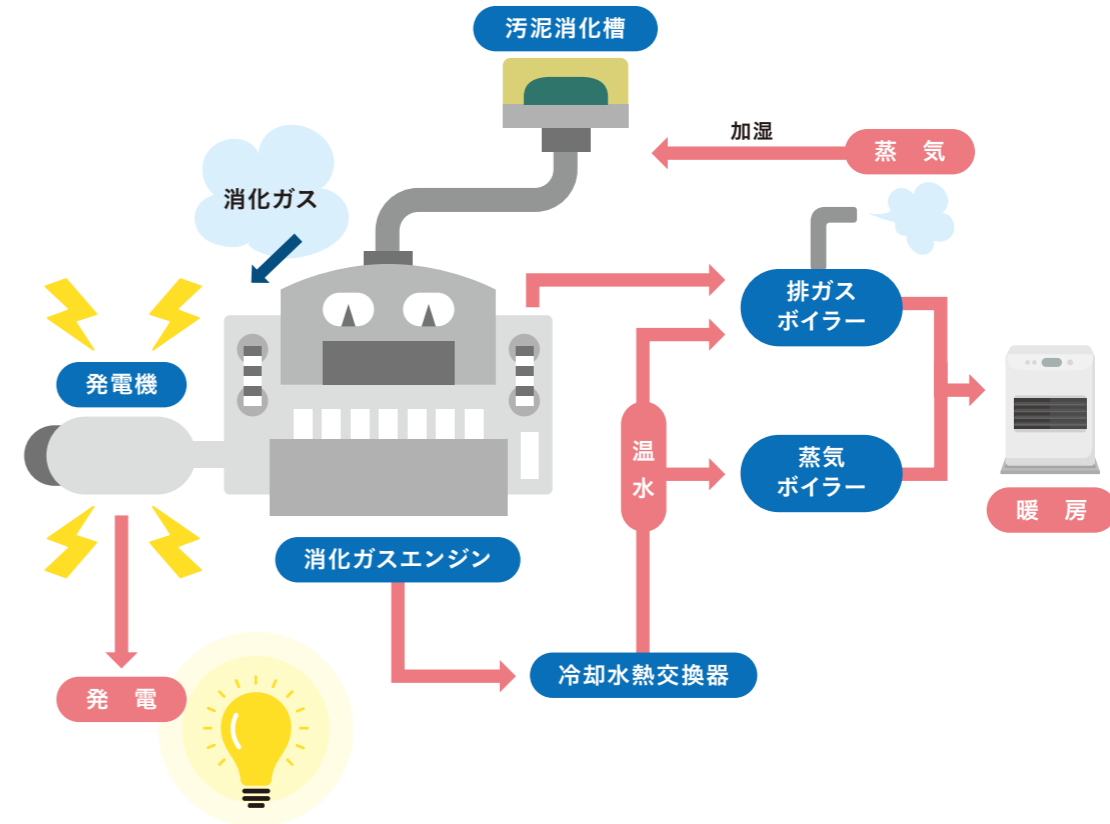 汚泥消化槽
加湿
蒸　気
消化ガス
排ガス
ボイラー
発電機
温水
蒸気
ボイラー
暖　房
消化ガスエンジン
冷却水熱交換器
発　電